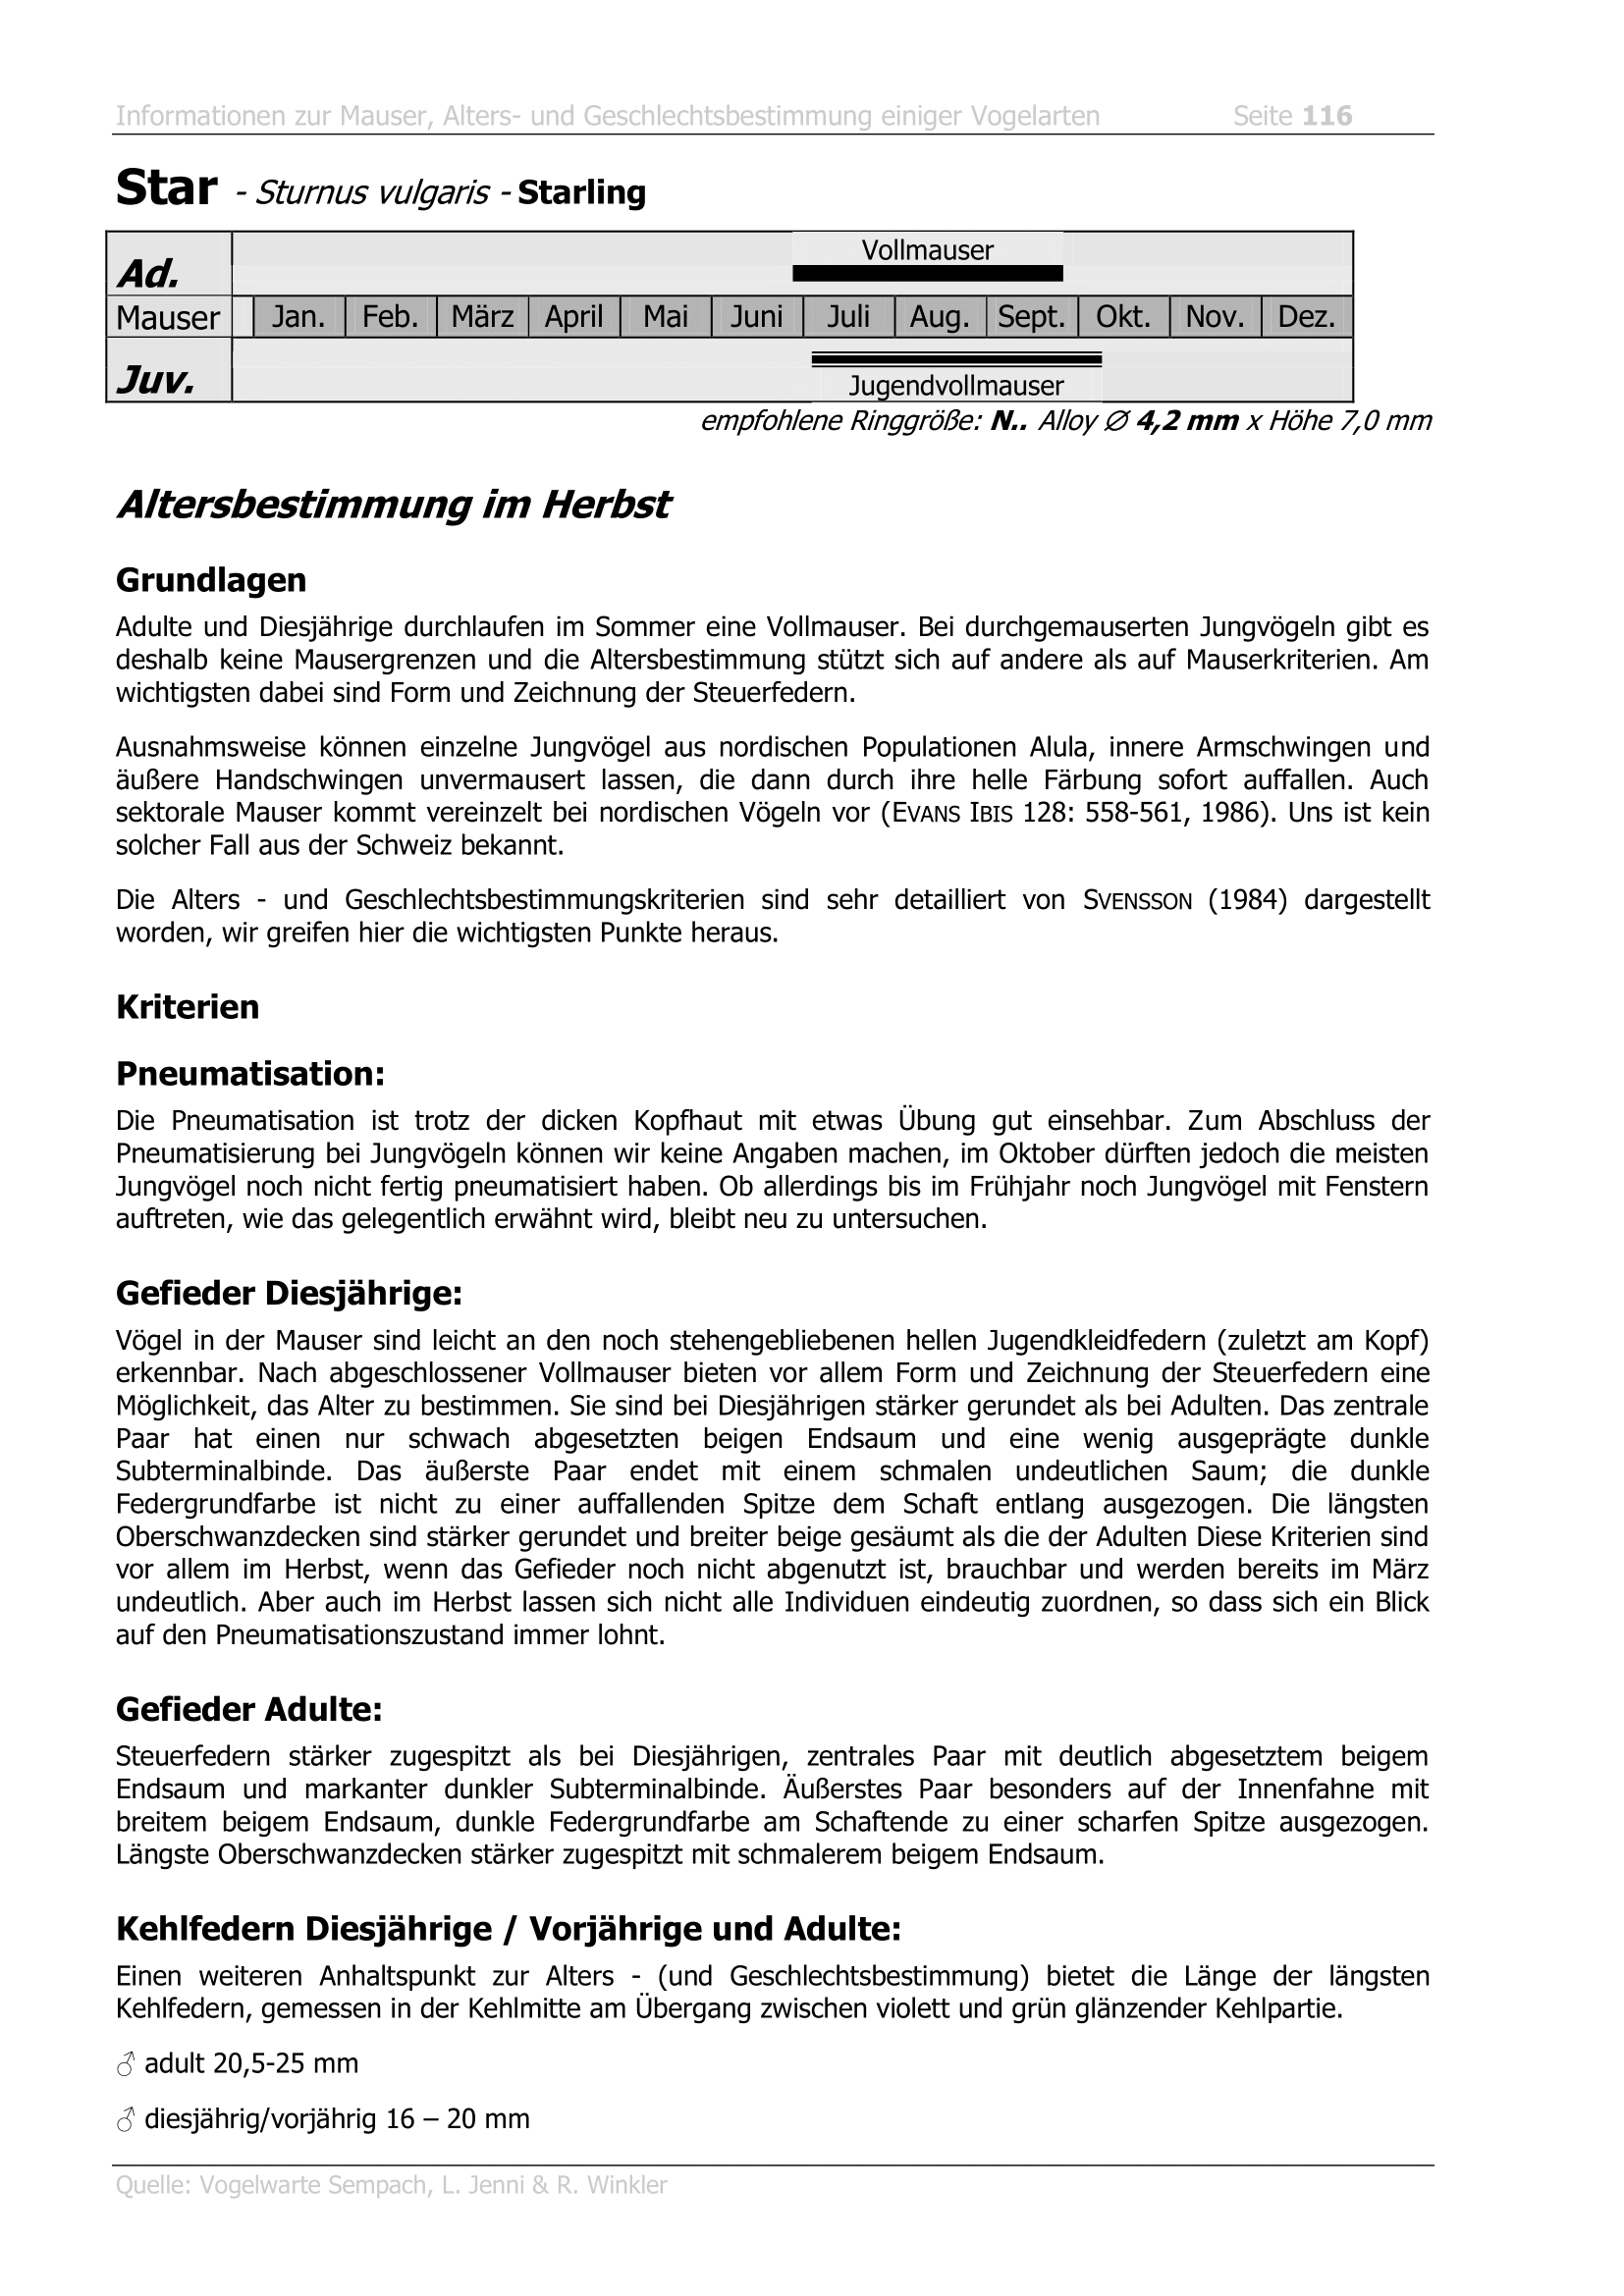 Informationen zur Mauser, Alters- und Geschlechtsbestimmung einiger Vogelarten Seite 116
Star - Sturnus vulgaris - Starling
Vollmauser
Ad.
Mauser Jan. Feb. März April Mai Juni Juli Aug. Sept. Okt. Nov. Dez.
Juv.
Jugendvollmauser
empfohlene Ringgröße: N.. Alloy ∅ 4,2 mm x Höhe 7,0 mm
Altersbestimmung im Herbst
Grundlagen
Adulte und Diesjährige durchlaufen im Sommer eine Vollmauser. Bei durchgemauserten Jungvögeln gibt es
deshalb keine Mausergrenzen und die Altersbestimmung stützt sich auf andere als auf Mauserkriterien. Am
wichtigsten dabei sind Form und Zeichnung der Steuerfedern.
Ausnahmsweise können einzelne Jungvögel aus nordischen Populationen Alula, innere Armschwingen und
äußere Handschwingen unvermausert lassen, die dann durch ihre helle Färbung sofort auffallen. Auch
sektorale Mauser kommt vereinzelt bei nordischen Vögeln vor (EVANS IBIS 128: 558-561, 1986). Uns ist kein
solcher Fall aus der Schweiz bekannt.
Die Alters - und Geschlechtsbestimmungskriterien sind sehr detailliert von SVENSSON (1984) dargestellt
worden, wir greifen hier die wichtigsten Punkte heraus.
Kriterien
Pneumatisation:
Die Pneumatisation ist trotz der dicken Kopfhaut mit etwas Übung gut einsehbar. Zum Abschluss der
Pneumatisierung bei Jungvögeln können wir keine Angaben machen, im Oktober dürften jedoch die meisten
Jungvögel noch nicht fertig pneumatisiert haben. Ob allerdings bis im Frühjahr noch Jungvögel mit Fenstern
auftreten, wie das gelegentlich erwähnt wird, bleibt neu zu untersuchen.
Gefieder Diesjährige:
Vögel in der Mauser sind leicht an den noch stehengebliebenen hellen Jugendkleidfedern (zuletzt am Kopf)
erkennbar. Nach abgeschlossener Vollmauser bieten vor allem Form und Zeichnung der Steuerfedern eine
Möglichkeit, das Alter zu bestimmen. Sie sind bei Diesjährigen stärker gerundet als bei Adulten. Das zentrale
Paar hat einen nur schwach abgesetzten beigen Endsaum und eine wenig ausgeprägte dunkle
Subterminalbinde. Das äußerste Paar endet mit einem schmalen undeutlichen Saum; die dunkle
Federgrundfarbe ist nicht zu einer auffallenden Spitze dem Schaft entlang ausgezogen. Die längsten
Oberschwanzdecken sind stärker gerundet und breiter beige gesäumt als die der Adulten Diese Kriterien sind
vor allem im Herbst, wenn das Gefieder noch nicht abgenutzt ist, brauchbar und werden bereits im März
undeutlich. Aber auch im Herbst lassen sich nicht alle Individuen eindeutig zuordnen, so dass sich ein Blick
auf den Pneumatisationszustand immer lohnt.
Gefieder Adulte:
Steuerfedern stärker zugespitzt als bei Diesjährigen, zentrales Paar mit deutlich abgesetztem beigem
Endsaum und markanter dunkler Subterminalbinde. Äußerstes Paar besonders auf der Innenfahne mit
breitem beigem Endsaum, dunkle Federgrundfarbe am Schaftende zu einer scharfen Spitze ausgezogen.
Längste Oberschwanzdecken stärker zugespitzt mit schmalerem beigem Endsaum.
Kehlfedern Diesjährige / Vorjährige und Adulte:
Einen weiteren Anhaltspunkt zur Alters - (und Geschlechtsbestimmung) bietet die Länge der längsten
Kehlfedern, gemessen in der Kehlmitte am Übergang zwischen violett und grün glänzender Kehlpartie.
♂ adult 20,5-25 mm
♂ diesjährig/vorjährig 16 – 20 mm
Quelle: Vogelwarte Sempach, L. Jenni & R. Winkler